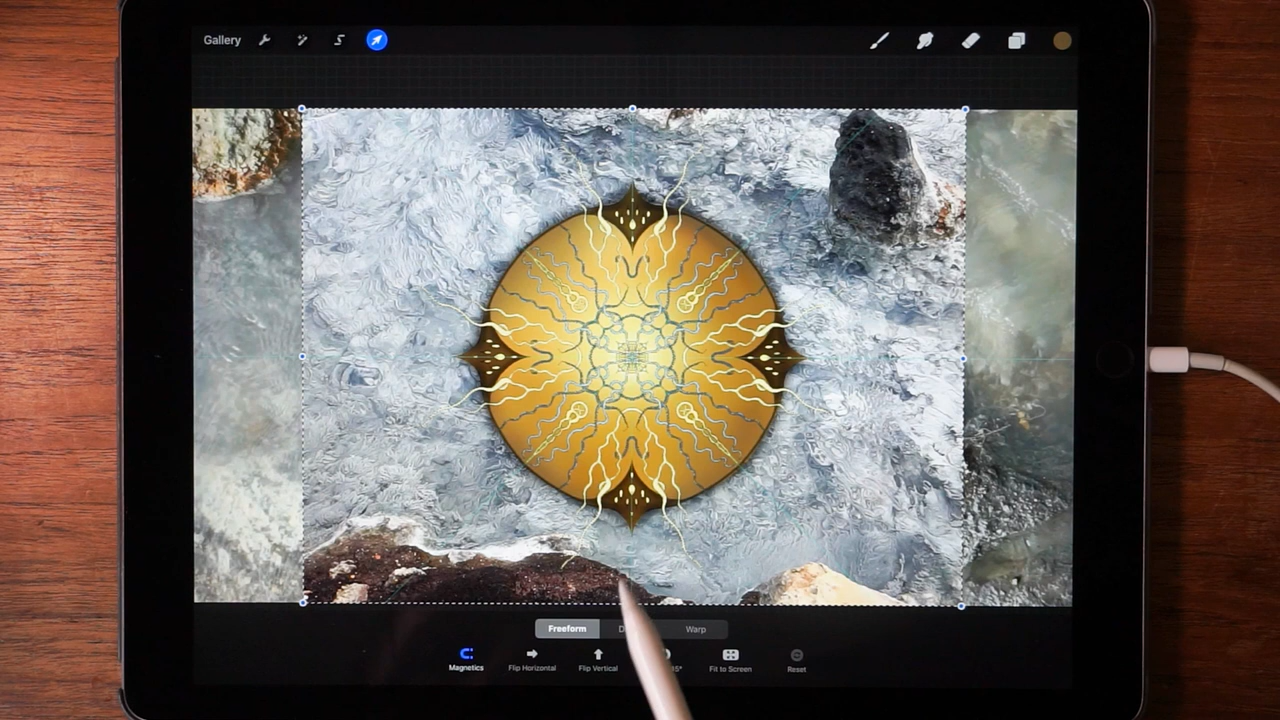 Gallery
Freeform
Warp
Magnetics
Flip Horizontal
Flip Vertical
Fit to Screen
Reset